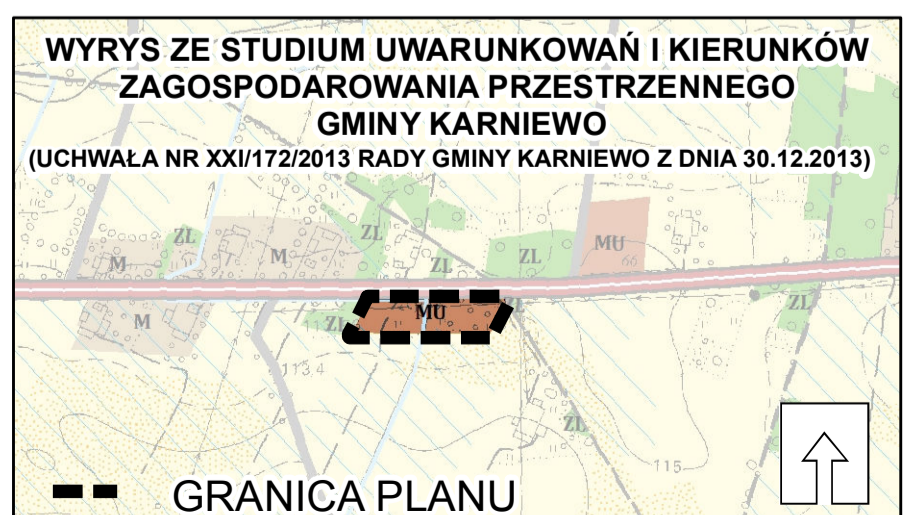 WYRYS ZE STUDIUM UWARUNKOWAŃ I KIERUNKÓW
ZAGOSPODAROWANIA PRZESTRZENNEGO
GMINY KARNIEWO
(UCHWAŁA NR XXI/172/2013 RADY GMINY KARNIEWO Z DNIA 30.12.2013)
ZL
ZL
MU
M
M
ZL
ZL
M
ZL
MU
ZL
ZL
113.4
ZL
115
GRANICA PLANU